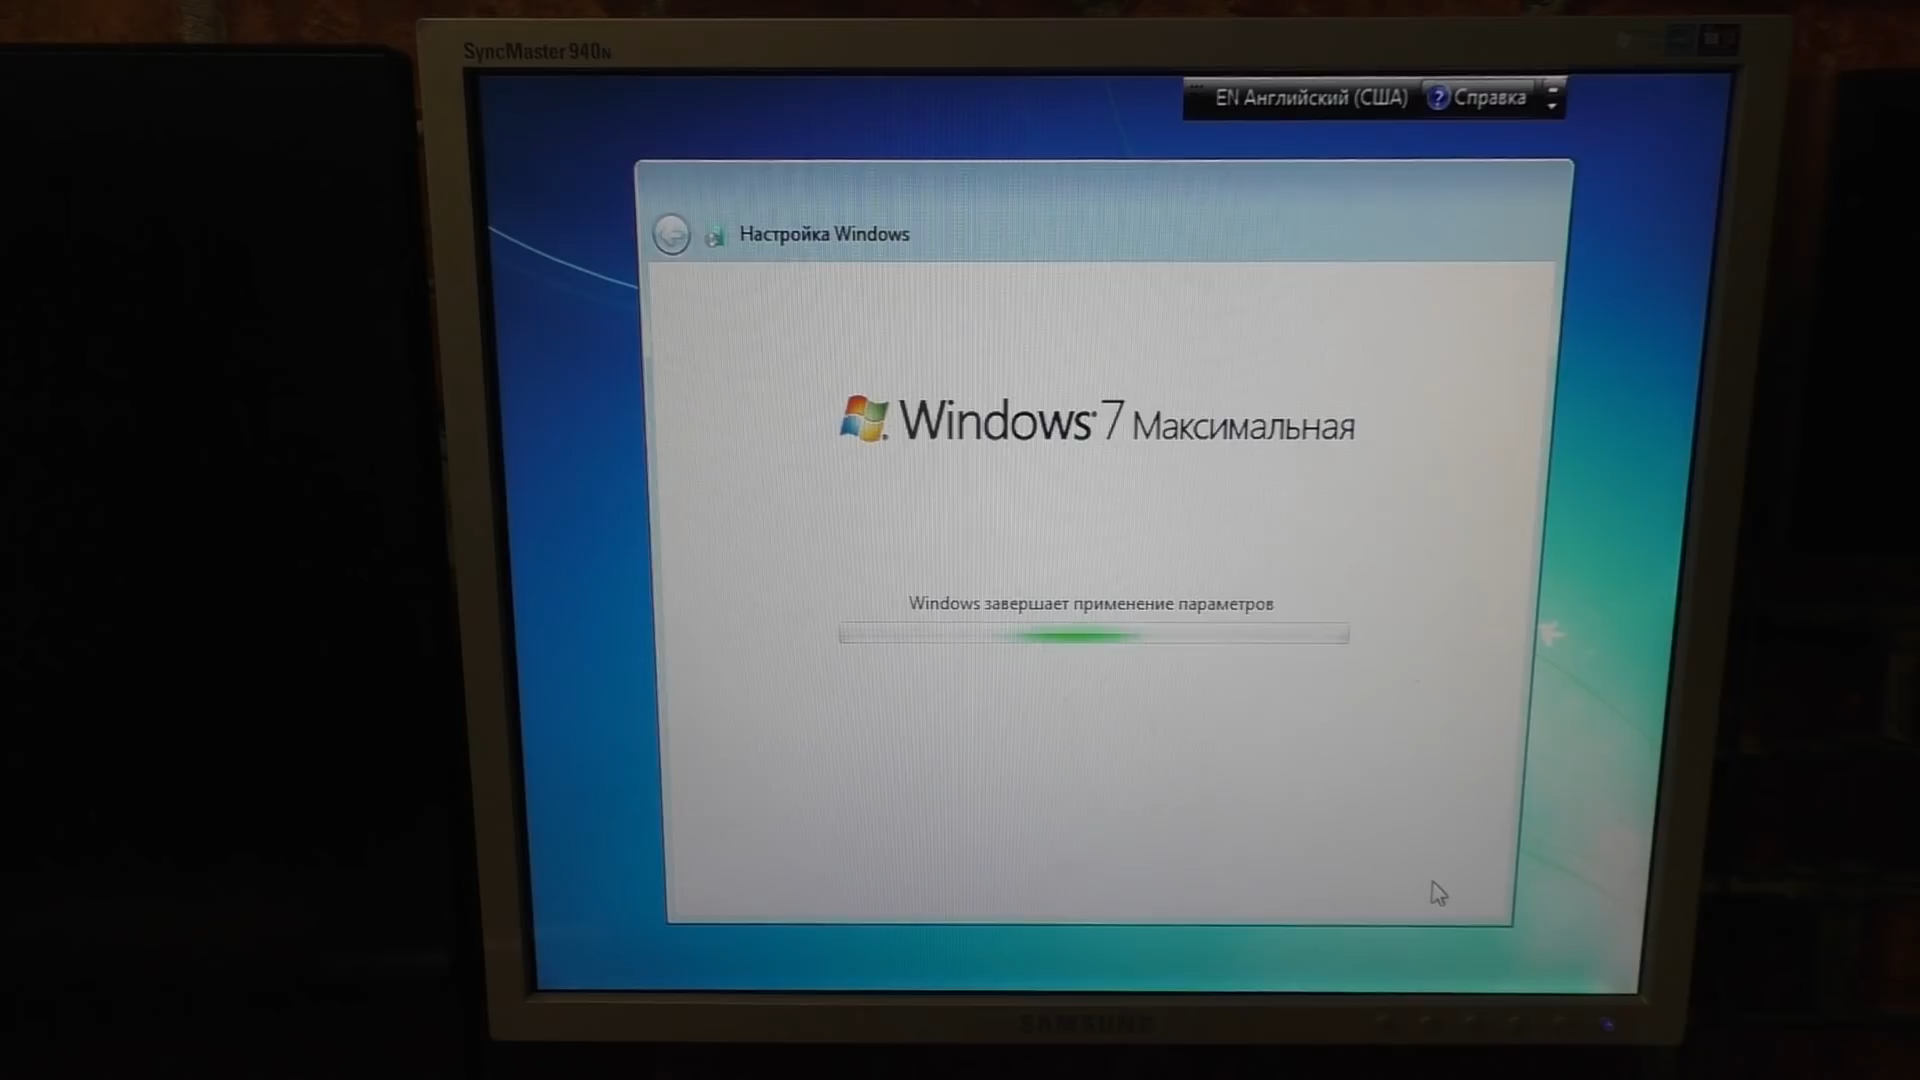 SyncMaster 940N
EN Английский (США) Справка
Настройка Windows
Windows 7 Максимальная
Windows завершает применение параметров
SAMSUNG